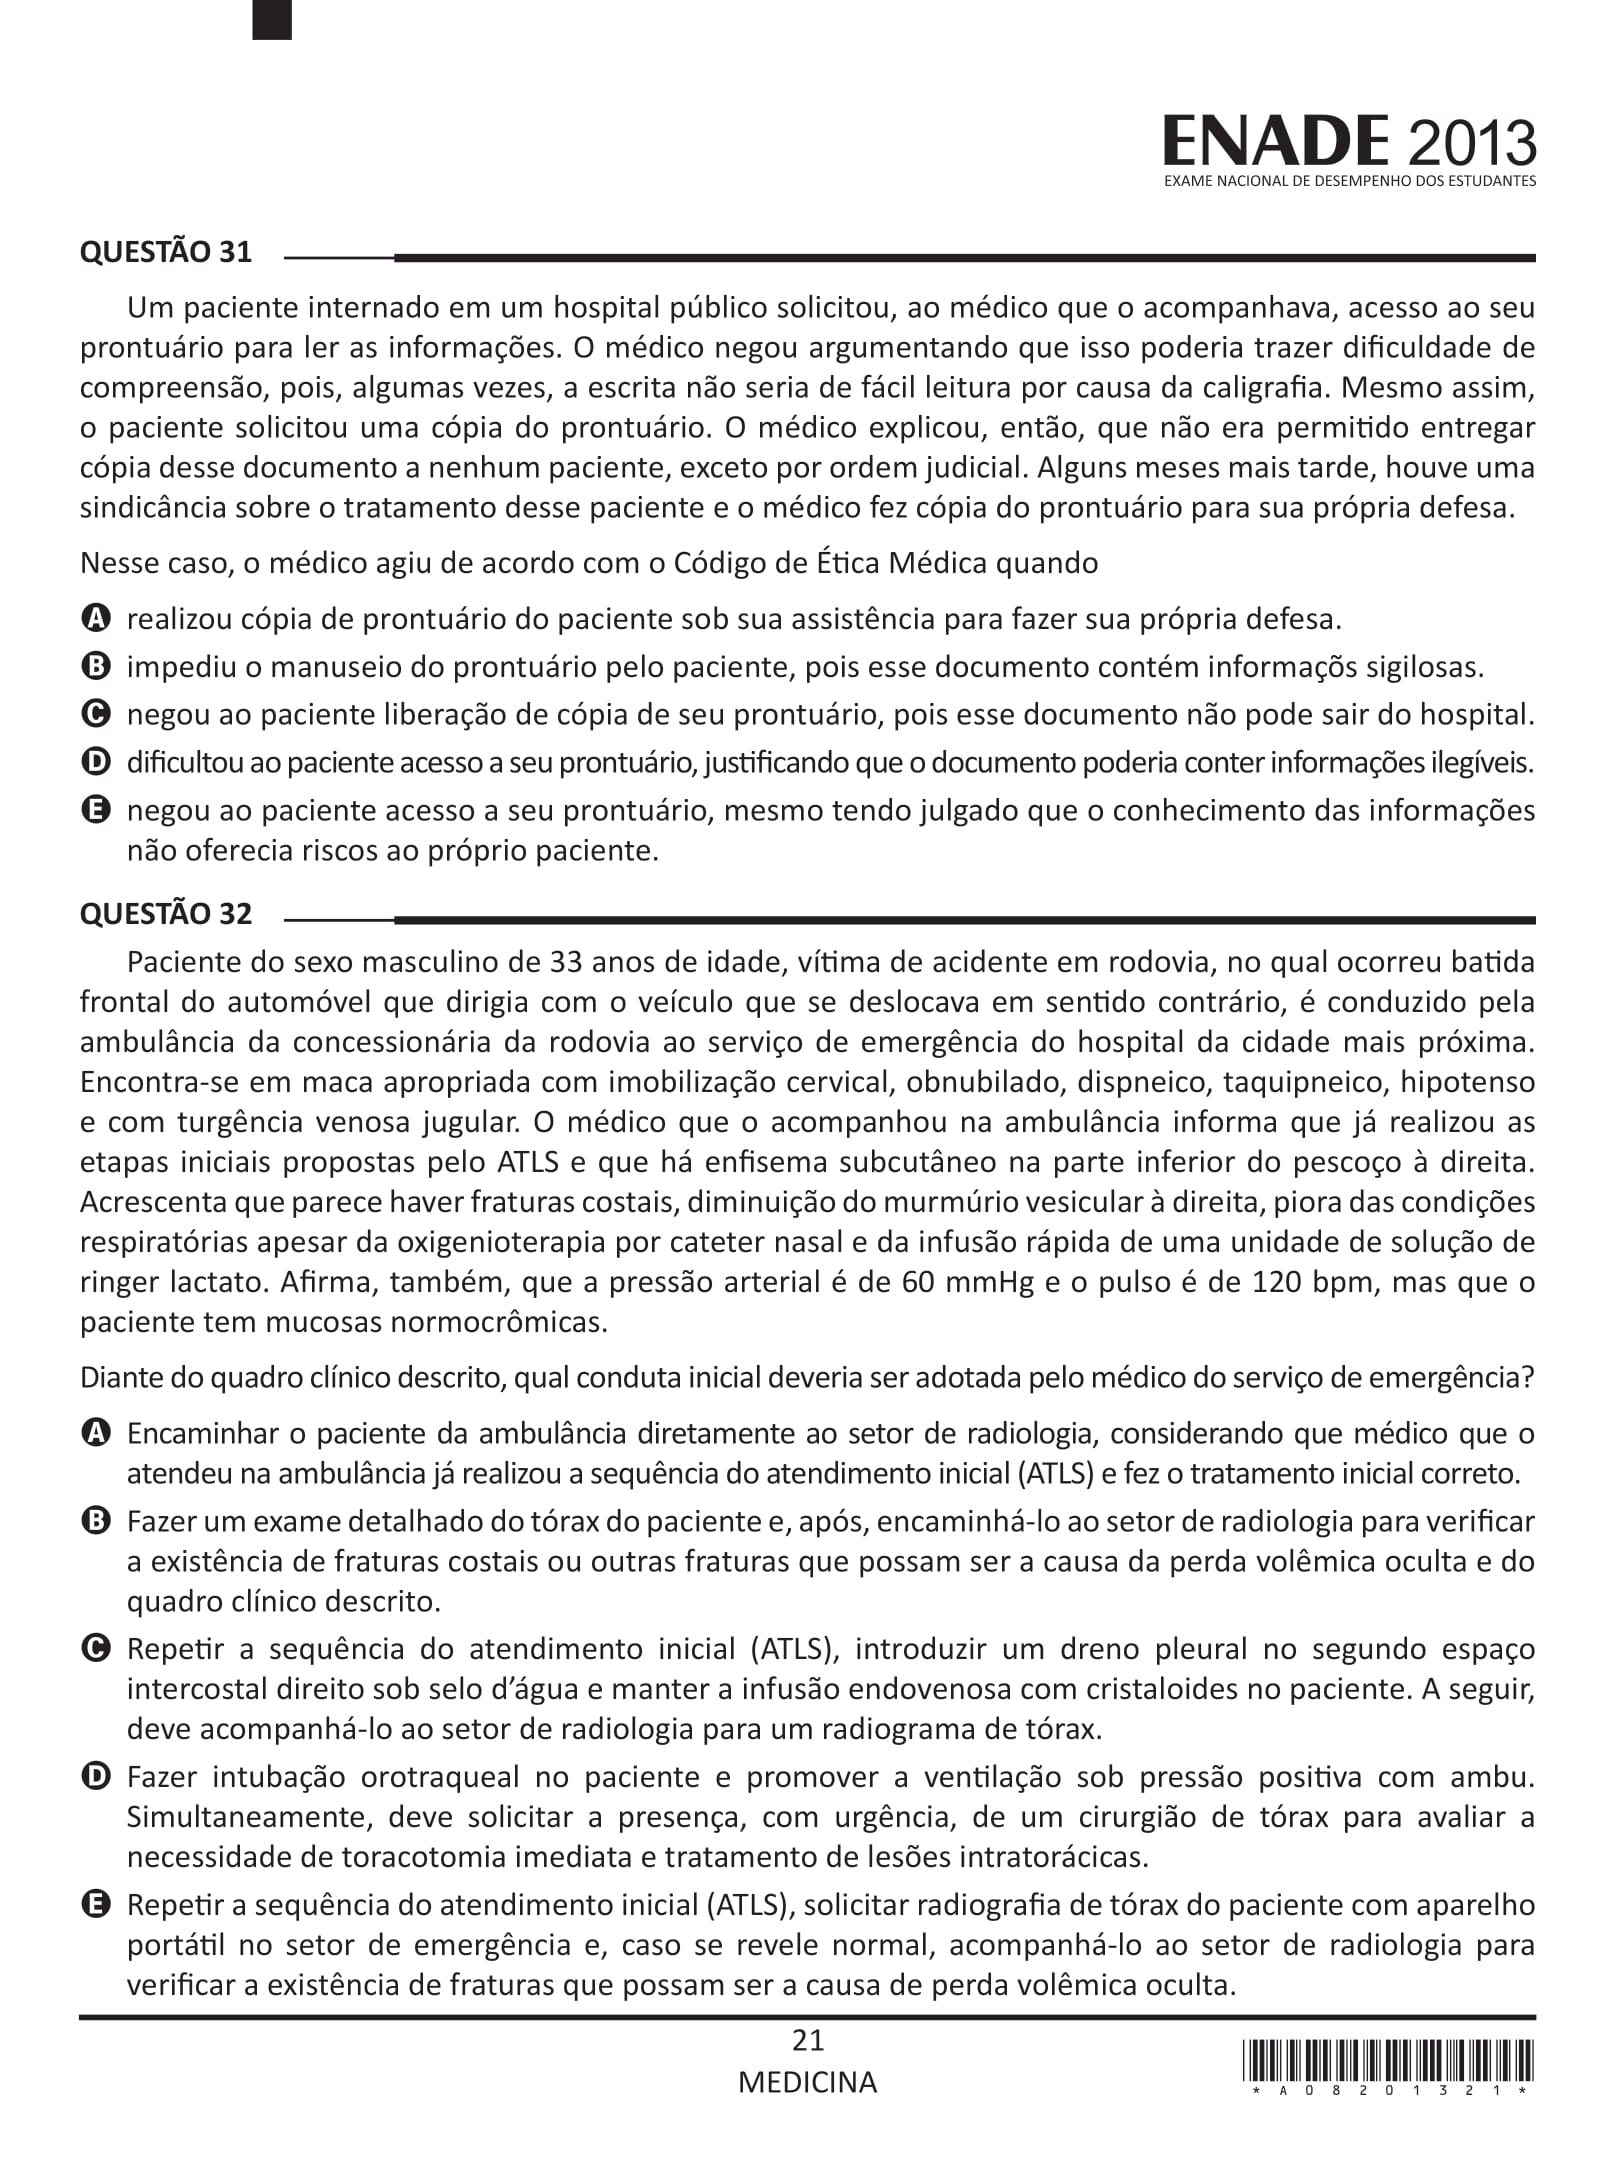 ENADE 2013
EXAME NACIONAL DE DESEMPENHO DOS ESTUDANTES
QUESTÃO 31
Um paciente internado em um hospital público solicitou, ao médico que o acompanhava, acesso ao seu
prontuário para ler as informações. O médico negou argumentando que isso poderia trazer dificuldade de
compreensão, pois, algumas vezes, a escrita não seria de fácil leitura por causa da caligrafia. Mesmo assim,
o paciente solicitou uma cópia do prontuário. O médico explicou, então, que não era permitido entregar
cópia desse documento a nenhum paciente, exceto por ordem judicial. Alguns meses mais tarde, houve uma
sindicância sobre o tratamento desse paciente e o médico fez cópia do prontuário para sua própria defesa.
Nesse caso, o médico agiu de acordo com o Código de Ética Médica quando
A realizou cópia de prontuário do paciente sob sua assistência para fazer sua própria defesa.
B impediu o manuseio do prontuário pelo paciente, pois esse documento contém informaçõs sigilosas.
C negou ao paciente liberação de cópia de seu prontuário, pois esse documento não pode sair do hospital.
D dificultou ao paciente acesso a seu prontuário, justificando que o documento poderia conter informações ilegíveis.
E negou ao paciente acesso a seu prontuário, mesmo tendo julgado que o conhecimento das informações
não oferecia riscos ao próprio paciente.
QUESTÃO 32
Paciente do sexo masculino de 33 anos de idade, vítima de acidente em rodovia, no qual ocorreu batida
frontal do automóvel que dirigia com o veículo que se deslocava em sentido contrário, é conduzido pela
ambulância da concessionária da rodovia ao serviço de emergência do hospital da cidade mais próxima.
Encontra-se em maca apropriada com imobilização cervical, obnubilado, dispneico, taquipneico, hipotenso
e com turgência venosa jugular. O médico que o acompanhou na ambulância informa que já realizou as
etapas iniciais propostas pelo ATLS e que há enfisema subcutâneo na parte inferior do pescoço à direita.
Acrescenta que parece haver fraturas costais, diminuição do murmúrio vesicular à direita, piora das condições
respiratórias apesar da oxigenioterapia por cateter nasal e da infusão rápida de uma unidade de solução de
ringer lactato. Afirma, também, que a pressão arterial é de 60 mmHg e o pulso é de 120 bpm, mas que o
paciente tem mucosas normocrômicas.
Diante do quadro clínico descrito, qual conduta inicial deveria ser adotada pelo médico do serviço de emergência?
A Encaminhar o paciente da ambulância diretamente ao setor de radiologia, considerando que médico que o
atendeu na ambulância já realizou a sequência do atendimento inicial (ATLS) e fez o tratamento inicial correto.
B Fazer um exame detalhado do tórax do paciente e, após, encaminhá-lo ao setor de radiologia para verificar
a existência de fraturas costais ou outras fraturas que possam ser a causa da perda volêmica oculta e do
quadro clínico descrito.
C Repetir a sequência do atendimento inicial (ATLS), introduzir um dreno pleural no segundo espaço
intercostal direito sob selo d’água e manter a infusão endovenosa com cristaloides no paciente. A seguir,
deve acompanhá-lo ao setor de radiologia para um radiograma de tórax.
D Fazer intubação orotraqueal no paciente e promover a ventilação sob pressão positiva com ambu.
Simultaneamente, deve solicitar a presença, com urgência, de um cirurgião de tórax para avaliar a
necessidade de toracotomia imediata e tratamento de lesões intratorácicas.
E Repetir a sequência do atendimento inicial (ATLS), solicitar radiografia de tórax do paciente com aparelho
portátil no setor de emergência e, caso se revele normal, acompanhá-lo ao setor de radiologia para
verificar a existência de fraturas que possam ser a causa de perda volêmica oculta.
21
MEDICINA
* A 0 8 2 0 1 3 2 1 *